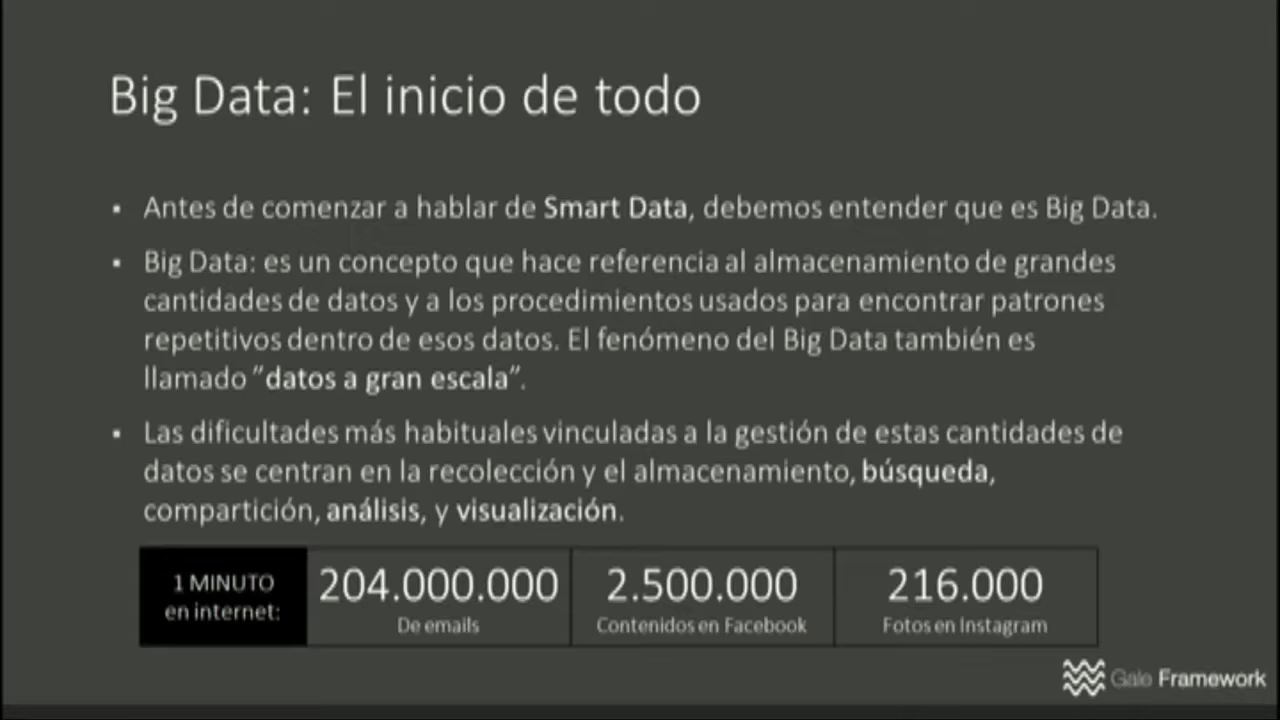 Big Data: El inicio de todo
▪ Antes de comenzar a hablar de Smart Data, debemos entender que es Big Data.
▪ Big Data: es un concepto que hace referencia al almacenamiento de grandes
cantidades de datos y a los procedimientos usados para encontrar patrones
repetitivos dentro de esos datos. El fenómeno del Big Data también es
llamado ”datos a gran escala”.
▪ Las dificultades más habituales vinculadas a la gestión de estas cantidades de
datos se centran en la recolección y el almacenamiento, búsqueda,
compartición, análisis, y visualización.
1 MINUTO
en internet:
204.000.000
De emails
2.500.000
Contenidos en Facebook
216.000
Fotos en Instagram
Gale Framework